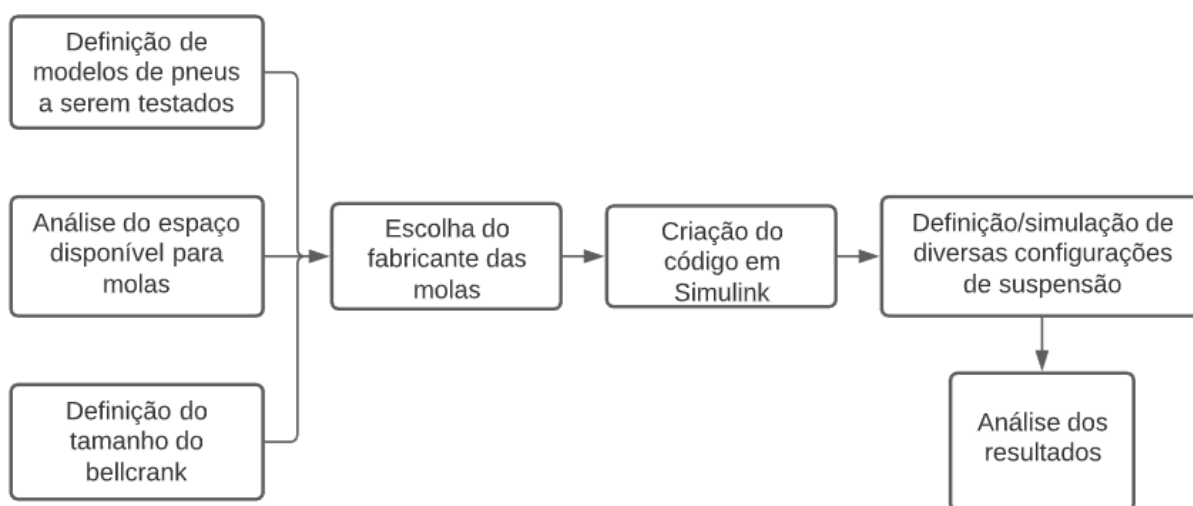 Definição de
modelos de pneus
a serem testados
Análise do espaço
disponível para
molas
Definição do
tamanho do
bellcrank
Escolha do
fabricante das
molas
Criação do
código em
Simulink
Definição/simulação de
diversas configurações
de suspensão
Análise dos
resultados